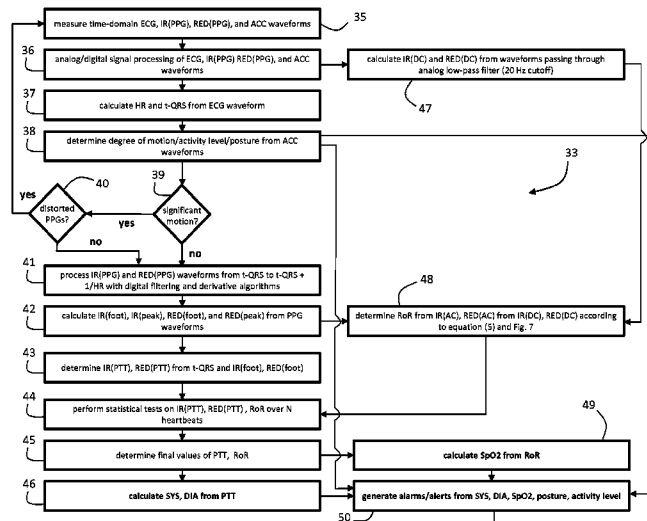 measure time-domain ECG, IR(PPG), RED(PPG), and ACC waveforms
35
36
analog/digital signal processing of ECG, IR(PPG) RED(PPG), and ACC
waveforms
calculate IR(DC) and RED(DC) from waveforms passing through
analog low-pass filter (20 Hz cutoff)
47
37
calculate HR and t-QRS from ECG waveform
38
determine degree of motion/activity level/posture from ACC
waveforms
33
yes
40
39
distorted
PPGs?
yes
significant
motion?
no
no
41
process IR(PPG) and RED(PPG) waveforms from t-QRS to t-QRS +
1/HR with digital filtering and derivative algorithms
48
42
calculate IR(foot), IR(peak), RED(foot), and RED(peak) from PPG
waveforms
determine RoR from IR(AC), RED(AC) from IR(DC), RED(DC) according
to equation (5) and Fig. 7
43
determine IR(PTT), RED(PTT) from t-QRS and IR(foot), RED(foot)
44
perform statistical tests on IR(PTT), RED(PTT) , RoR over N
heartbeats
49
45
determine final values of PTT, RoR
calculate SpO2 from RoR
46
calculate SYS, DIA from PTT
generate alarms/alerts from SYS, DIA, SpO2, posture, activity level
50